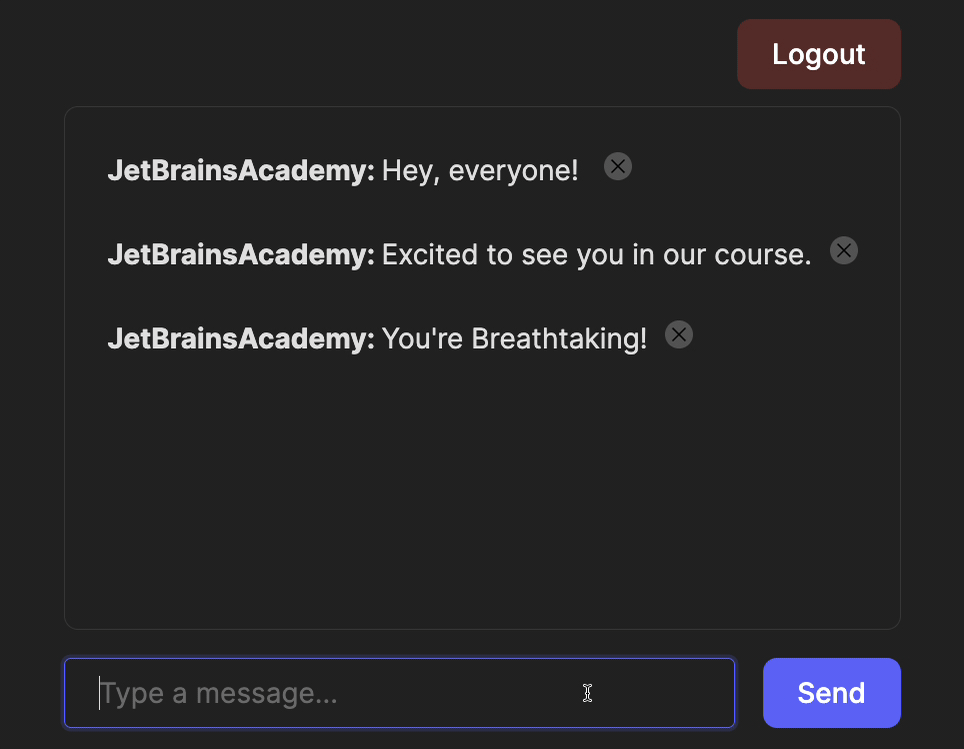 Logout
JetBrainsAcademy: Hey, everyone!
JetBrainsAcademy: Excited to see you in our course.
JetBrainsAcademy: You're Breathtaking!
Type a message...
Send